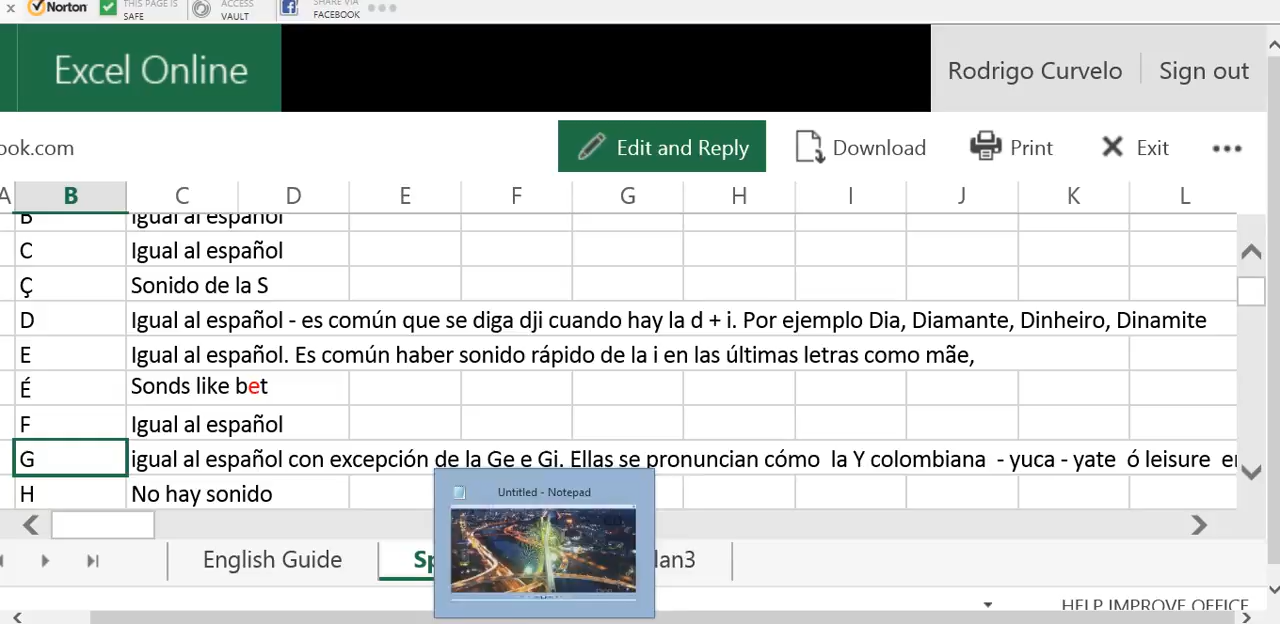 Norton
THIS PAGE IS
SAFE
ACCESS
VAULT
SHARE VIA
FACEBOOK
Excel Online
Rodrigo Curvelo
Sign out
ook.com
Edit and Reply
Download
Print
Exit
A B C D E F G H I J K L
B Igual al español
C Igual al español
Ç Sonido de la S
D Igual al español - es común que se diga dji cuando hay la d + i. Por ejemplo Dia, Diamante, Dinheiro, Dinamite
E Igual al español. Es común haber sonido rápido de la i en las últimas letras como mãe,
É Sonds like bet
F Igual al español
G igual al español con excepción de la Ge e Gi. Ellas se pronuncian cómo la Y colombiana - yuca - yate ó leisure
H No hay sonido
Untitled - Notepad
English Guide
Sp
lan3
HELP IMPROVE OFFICE